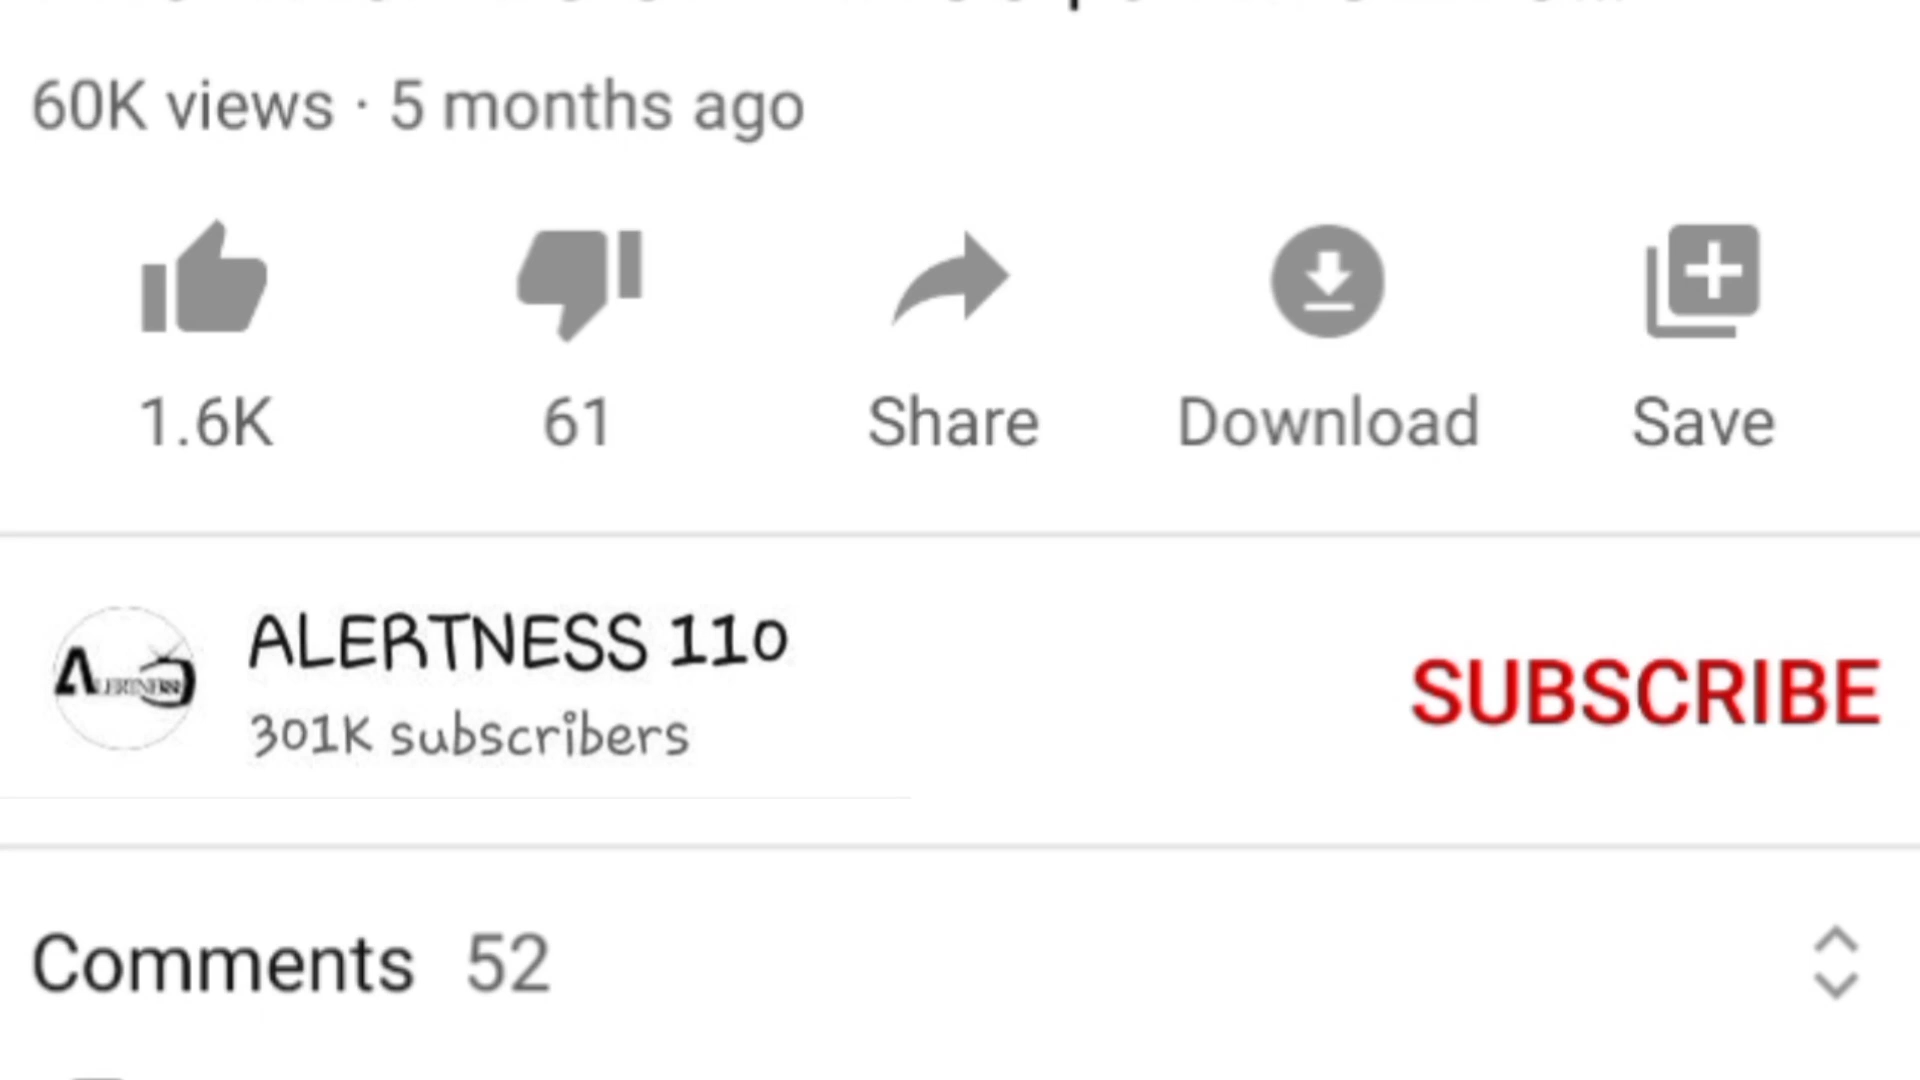 60K views · 5 months ago
1.6K
61
Share
Download
Save
ALERTNESS 110
301K subscribers
SUBSCRIBE
Comments 52